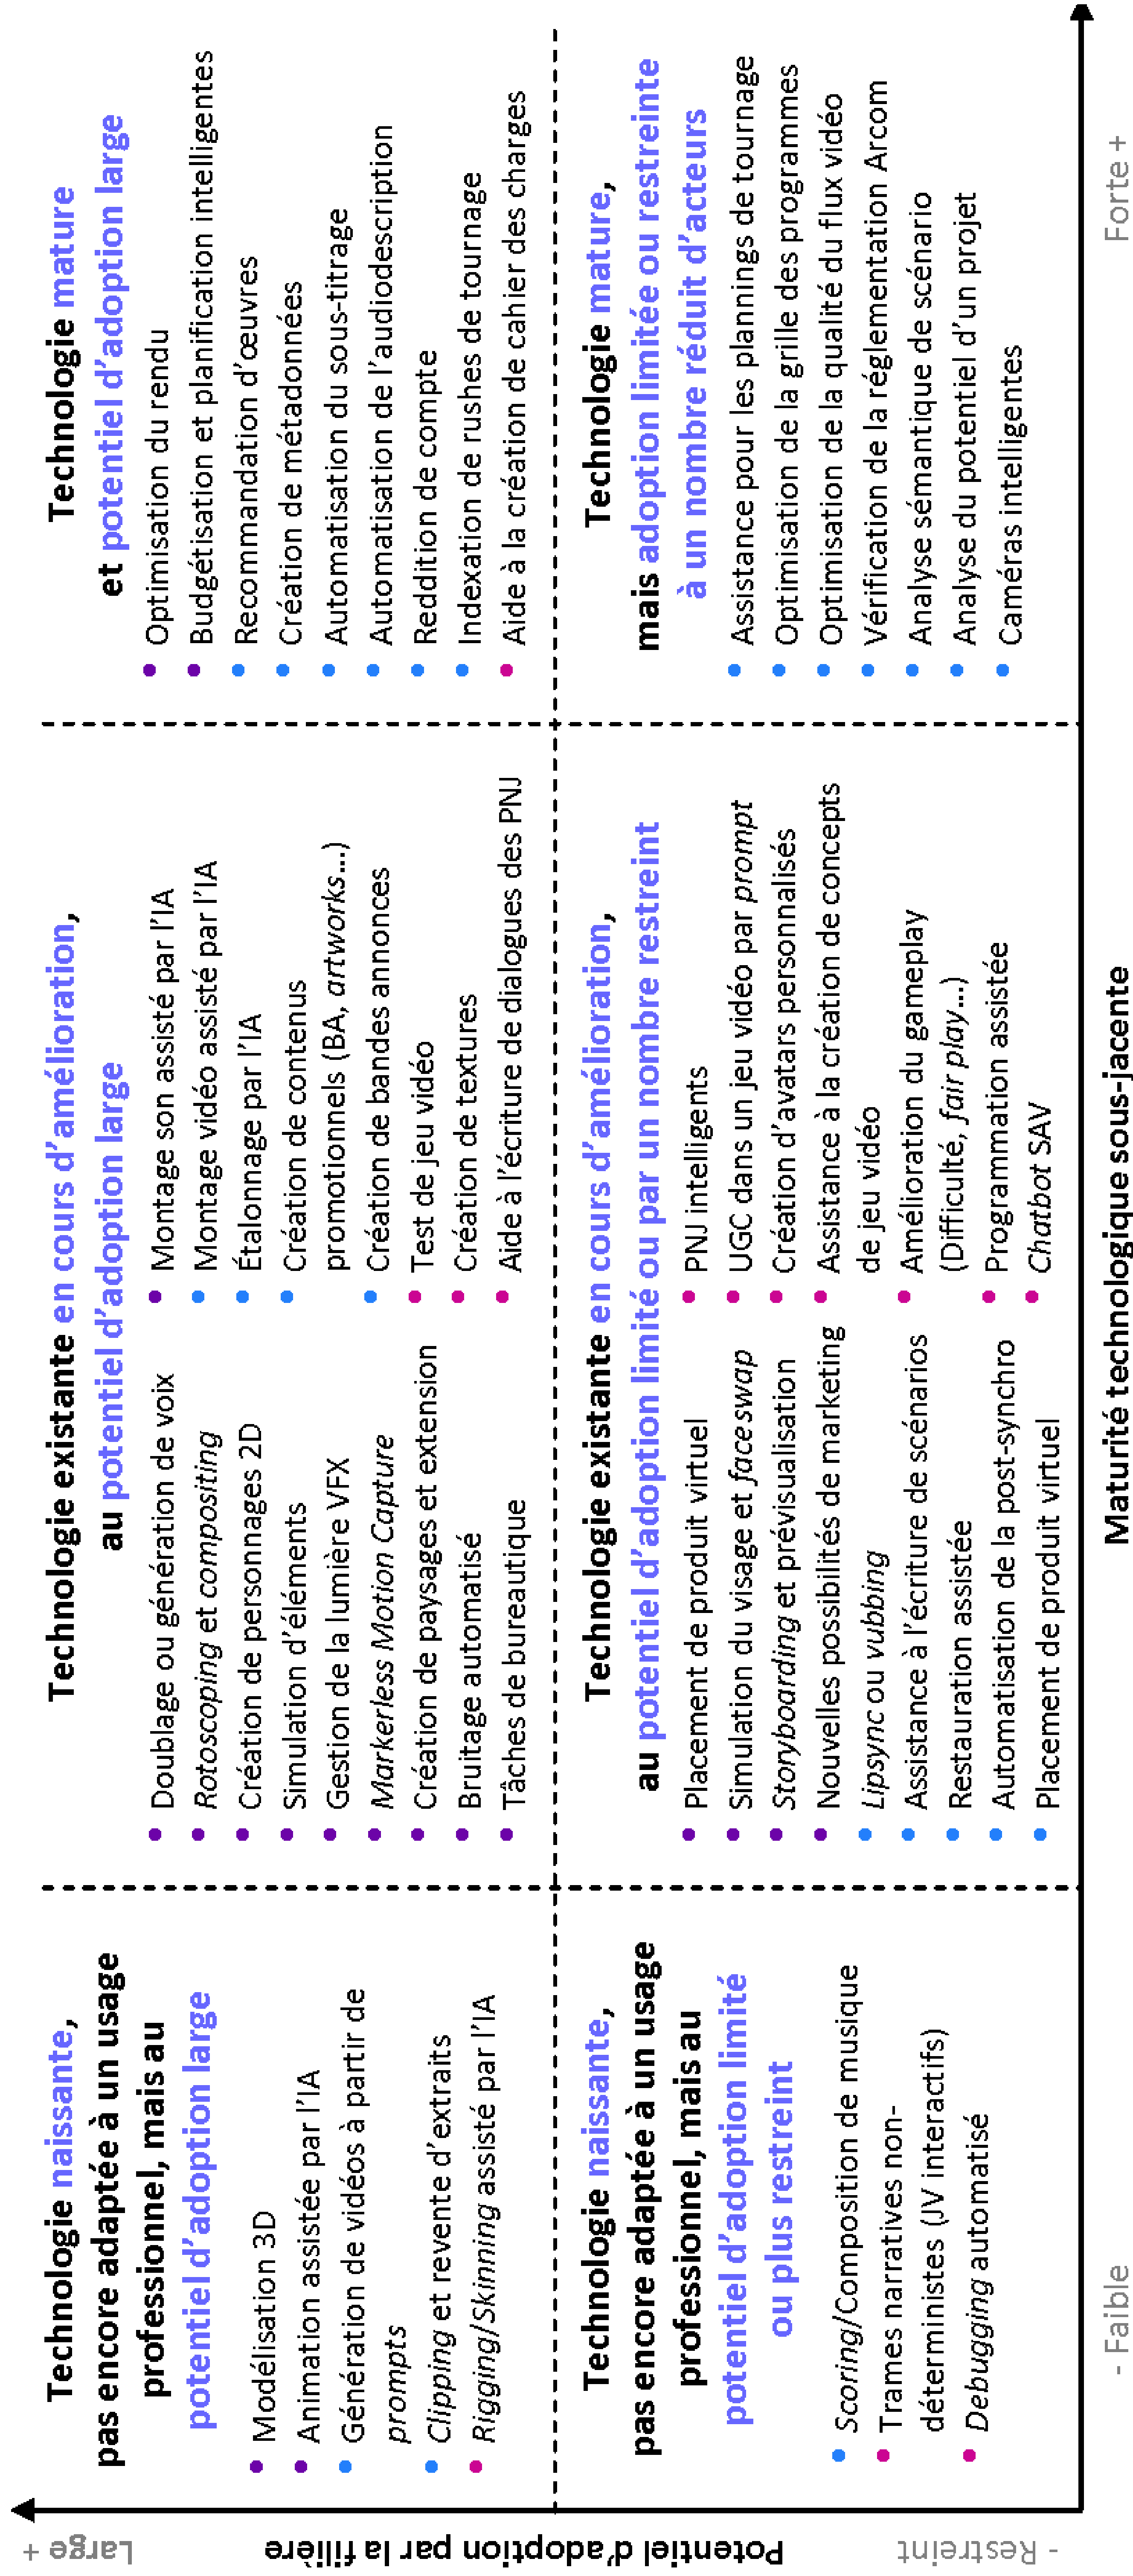 Large +
Potentiel d'adoption par la filière
- Restreint
Technologie naissante,
pas encore adaptée à un usage
professionnel, mais au
potentiel d'adoption large
Modélisation 3D
Animation assistée par l'IA
Génération de vidéos à partir de
prompts
Clipping et revente d'extraits
Rigging/Skinning assisté par l'IA
Technologie existante en cours d'amélioration,
au potentiel d'adoption large
Doublage ou génération de voix
Rotoscoping et compositing
Création de personnages 2D
Simulation d'éléments
Gestion de la lumière VFX
Markerless Motion Capture
Création de paysages et extension
Bruitage automatisé
Tâches de bureautique
Montage son assisté par l'IA
Montage vidéo assisté par l'IA
Étalonnage par l'IA
Création de contenus
promotionnels (BA, artworks...)
Création de bandes annonces
Test de jeu vidéo
Création de textures
Aide à l'écriture de dialogues des PNJ
Technologie mature
et potentiel d'adoption large
Optimisation du rendu
Budgétisation et planification intelligentes
Recommandation d'œuvres
Création de métadonnées
Automatisation du sous-titrage
Automatisation de l'audiodescription
Reddition de compte
Indexation de rushes de tournage
Aide à la création de cahier des charges
Technologie naissante,
pas encore adaptée à un usage
professionnel, mais au
potentiel d'adoption limité
ou plus restreint
Scoring/Composition de musique
Trames narratives non-
déterministes (JV interactifs)
Debugging automatisé
Technologie existante en cours d'amélioration,
au potentiel d'adoption limité ou par un nombre restreint
Placement de produit virtuel
Simulation du visage et faceswap
Storyboarding et prévisualisation
Nouvelles possibilités de marketing
Lipsync ou vubbing
Assistance à l'écriture de scénarios
Restauration assistée
Automatisation de la post-synchro
Placement de produit virtuel
PNJ intelligents
UGC dans un jeu vidéo par prompt
Création d'avatars personnalisés
Assistance à la création de concepts
de jeu vidéo
Amélioration du gameplay
(Difficulté, fair play...)
Programmation assistée
Chatbot SAV
Technologie mature,
mais adoption limitée ou restreinte
à un nombre réduit d'acteurs
Assistance pour les plannings de tournage
Optimisation de la grille des programmes
Optimisation de la qualité du flux vidéo
Vérification de la réglementation Arcom
Analyse sémantique de scénario
Analyse du potentiel d'un projet
Caméras intelligentes
- Faible
Maturité technologique sous-jacente
Forte +